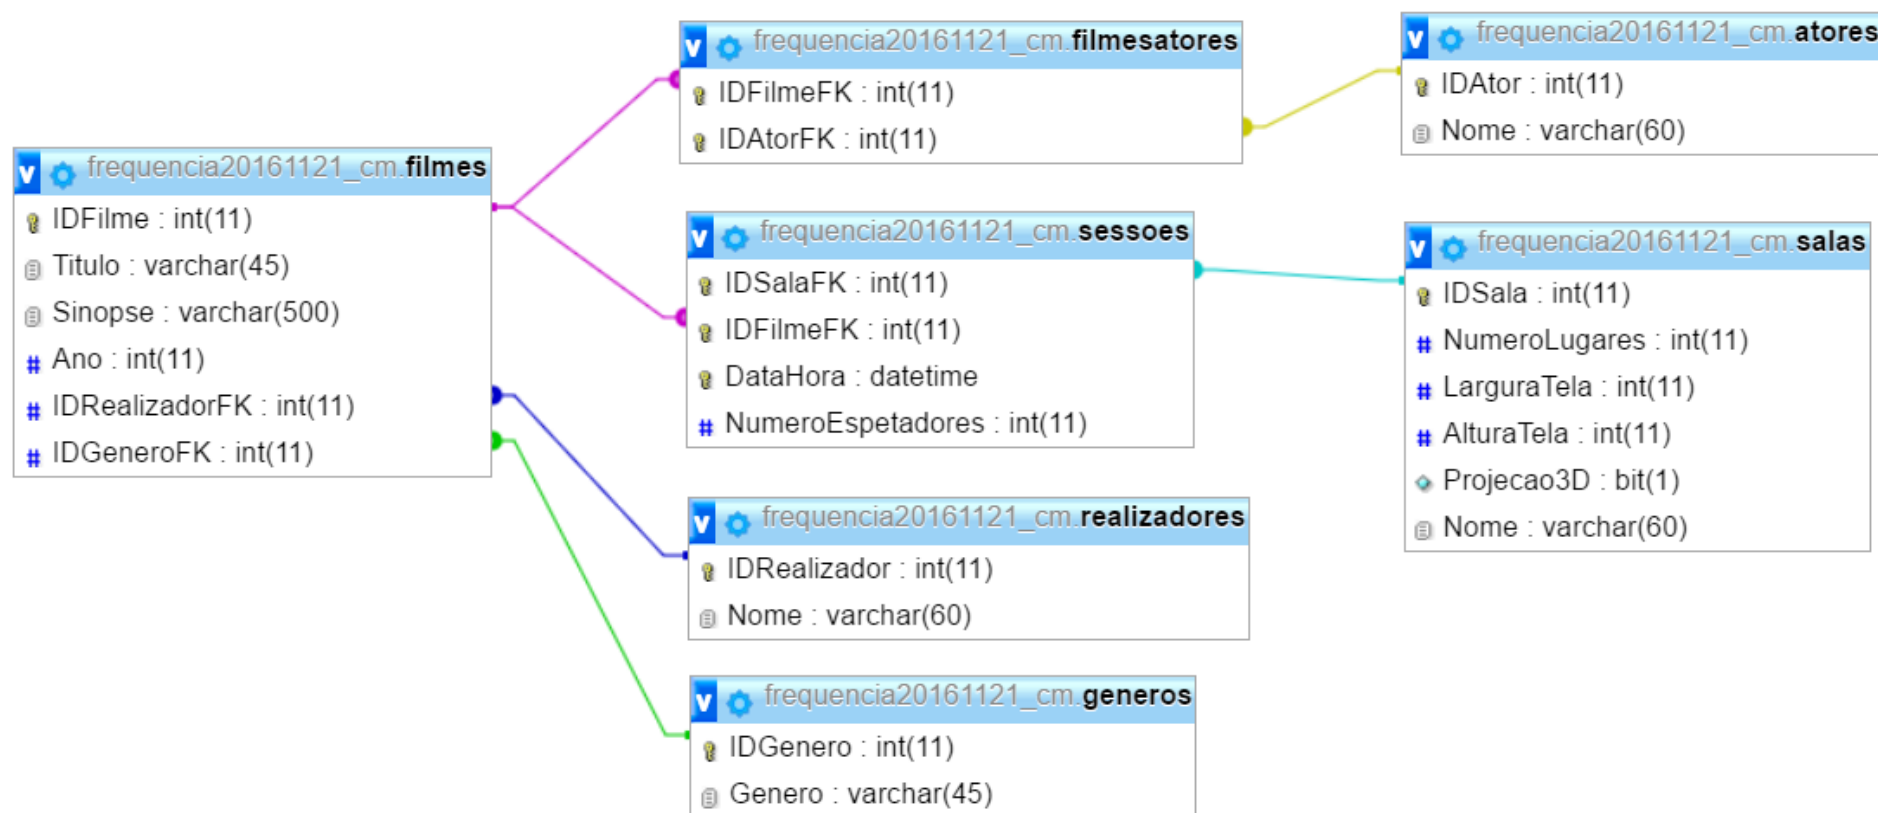 v frequencia20161121_cm.filmes
IDFilme : int(11)
Titulo : varchar(45)
Sinopse : varchar(500)
# Ano : int(11)
# IDRealizadorFK : int(11)
# IDGeneroFK : int(11)
v frequencia20161121_cm.filmesatores
IDFilmeFK : int(11)
IDAtorFK : int(11)
v frequencia20161121_cm.sessoes
IDSalaFK : int(11)
IDFilmeFK : int(11)
DataHora : datetime
# NumeroEspetadores : int(11)
v frequencia20161121_cm.realizadores
IDRealizador : int(11)
Nome : varchar(60)
v frequencia20161121_cm.generos
IDGenero : int(11)
Genero : varchar(45)
v frequencia20161121_cm.atores
IDAtor : int(11)
Nome : varchar(60)
v frequencia20161121_cm.salas
IDSala : int(11)
# NumeroLugares : int(11)
# LarguraTela : int(11)
# AlturaTela : int(11)
Projecao3D : bit(1)
Nome : varchar(60)